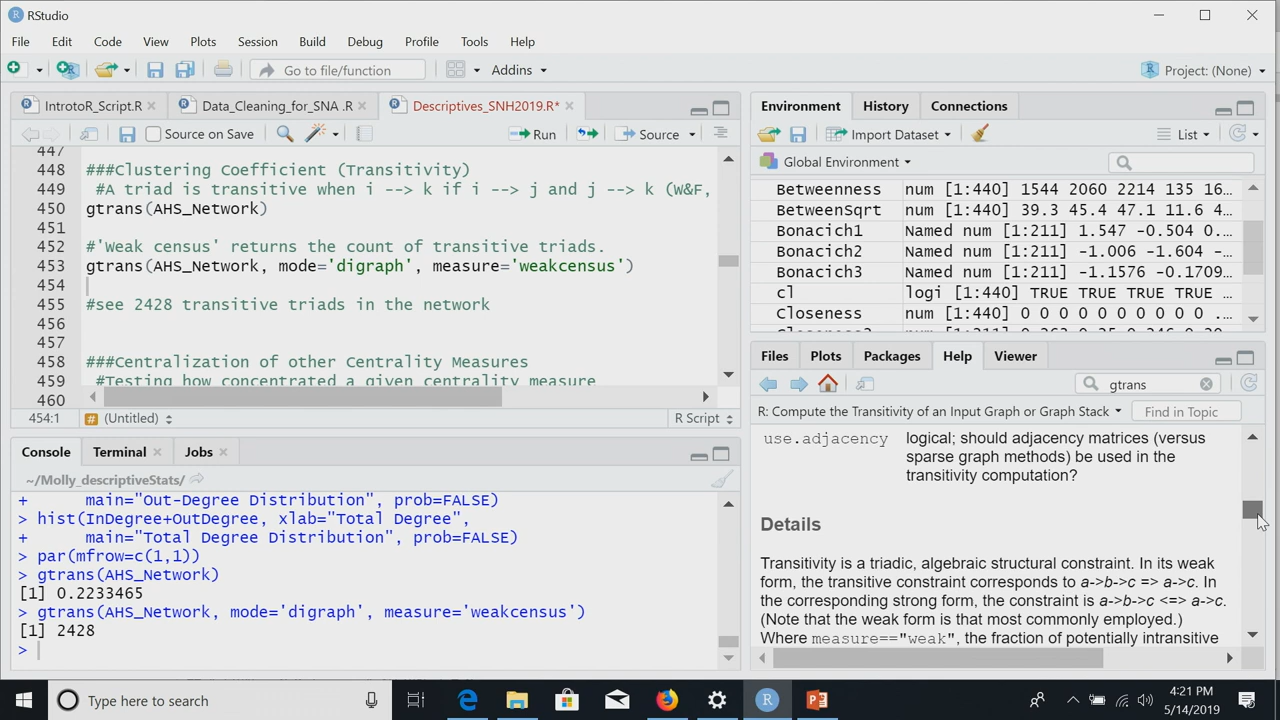 RStudio
File Edit Code View Plots Session Build Debug Profile Tools Help
Go to file/function Addins Project: (None)
IntrotoR_Script.R Data_Cleaning_for_SNA .R Descriptives_SNH2019.R*
Source on Save Run Source
447
448 ###Clustering Coefficient (Transitivity)
449 #A triad is transitive when i --> k if i --> j and j --> k (W&F,
450 gtrans(AHS_Network)
451
452 #'Weak census' returns the count of transitive triads.
453 gtrans(AHS_Network, mode='digraph', measure='weakcensus')
454
455 #see 2428 transitive triads in the network
456
457
458 ###Centralization of other Centrality Measures
459 #Testing how concentrated a given centrality measure
460
454:1 # (Untitled) R Script
Console Terminal Jobs
~/Molly_descriptiveStats/
+ main="Out-Degree Distribution", prob=FALSE)
> hist(InDegree+OutDegree, xlab="Total Degree",
+ main="Total Degree Distribution", prob=FALSE)
> par(mfrow=c(1,1))
> gtrans(AHS_Network)
[1] 0.2233465
> gtrans(AHS_Network, mode='digraph', measure='weakcensus')
[1] 2428
>
Environment History Connections
Import Dataset List
Global Environment
Betweenness num [1:440] 1544 2060 2214 135 16…
BetweenSqrt num [1:440] 39.3 45.4 47.1 11.6 4…
Bonacich1 Named num [1:211] 1.547 -0.504 0.…
Bonacich2 Named num [1:211] -1.006 -1.604 -…
Bonacich3 Named num [1:211] -1.1576 -0.1709…
cl logi [1:440] TRUE TRUE TRUE TRUE …
Closeness num [1:440] 0 0 0 0 0 0 0 0 0 .…
Files Plots Packages Help Viewer
gtrans
R: Compute the Transitivity of an Input Graph or Graph Stack Find in Topic
use.adjacency logical; should adjacency matrices (versus
sparse graph methods) be used in the
transitivity computation?
Details
Transitivity is a triadic, algebraic structural constraint. In its weak
form, the transitive constraint corresponds to a->b->c => a->c. In
the corresponding strong form, the constraint is a->b->c <=> a->c.
(Note that the weak form is that most commonly employed.)
Where measure=="weak", the fraction of potentially intransitive
Type here to search
4:21 PM
5/14/2019